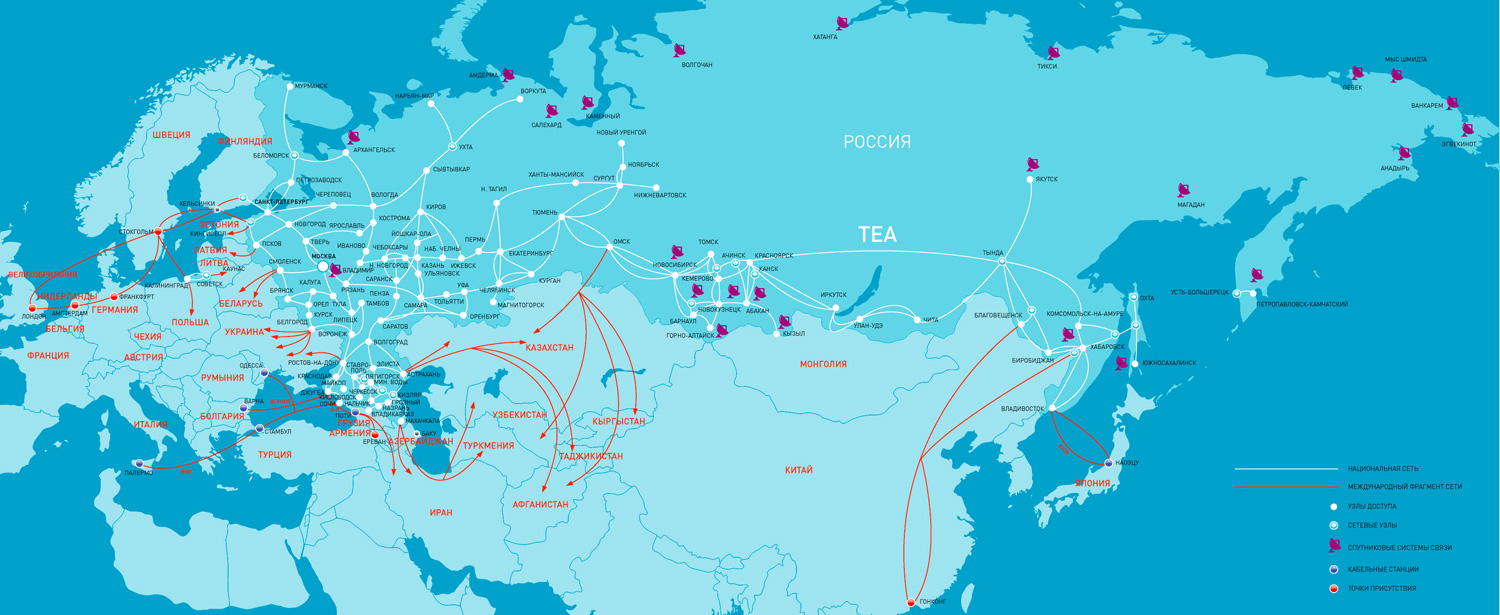 ХАТАНГА
ВОЛГОЧАН
ТИКСИ
МЫС ШМИДТА
ПЕВЕК
ВАНКАРЕМ
ЭГВЕКИНОТ
АНАДЫРЬ
МУРМАНСК
НАРЬЯН-МАР
АМДЕРМА
ВОРКУТА
САЛЕХАРД
КАМЕННЫЙ
НОВЫЙ УРЕНГОЙ
ШВЕЦИЯ
ФИНЛЯНДИЯ
БЕЛОМОРСК
АРХАНГЕЛЬСК
УХТА
РОССИЯ
СЫВТЫВКАР
НОЯБРЬСК
ХАНТЫ-МАНСИЙСК
СУРГУТ
НИЖНЕВАРТОВСК
ЯКУТСК
МАГАДАН
ПЕТРОЗАВОДСК
ЧЕРЕПОВЕЦ
ВОЛОГДА
Н. ТАГИЛ
ХЕЛЬСИНКИ
САНКТ-ПЕТЕРБУРГ
КИРОВ
ТЮМЕНЬ
КОСТРОМА
ЭСТОНИЯ
НОВГОРОД
ЯРОСЛАВЛЬ
СТОКГОЛЬМ
КИНГИСЕПП
ЙОШКАР-ОЛА
TEA
ПСКОВ
ТВЕРЬ
ИВАНОВО
ЧЕБОКСАРЫ
НАБ. ЧЕЛНЫ
ПЕРМЬ
ОМСК
ТОМСК
ЛАТВИЯ
МОСКВА
ЕКАТЕРИНБУРГ
АЧИНСК
КРАСНОЯРСК
ТЫНДА
ЛИТВА
СМОЛЕНСК
КАУНАС
ВЛАДИМИР
Н. НОВГОРОД
КАЗАНЬ
ИЖЕВСК
УЛЬЯНОВСК
НОВОСИБИРСК
КАНСК
ВЕЛИКОБРИТАНИЯ
КАЛИНИНГРАД
СОВЕТСК
КАЛУГА
САРАНСК
КУРГАН
КЕМЕРОВО
БРЯНСК
РЯЗАНЬ
ПЕНЗА
УФА
ЧЕЛЯБИНСК
ИРКУТСК
УСТЬ-БОЛЬШЕРЕЦК
НИДЕРЛАНДЫ
ФРАНКФУРТ
БЕЛАРУСЬ
ОРЕЛ
ТУЛА
ТАМБОВ
САМАРА
ТОЛЬЯТТИ
МАГНИТОГОРСК
ОХТА
ПЕТРОПАВЛОВСК-КАМЧАТСКИЙ
ЛОНДОН
АМСТЕРДАМ
ГЕРМАНИЯ
КУРСК
ЛИПЕЦК
ОРЕНБУРГ
НОВОКУЗНЕЦК
АБАКАН
БЛАГОВЕЩЕНСК
КОМСОМОЛЬСК-НА-АМУРЕ
БЕЛЬГИЯ
ПОЛЬША
БЕЛГОРОД
САРАТОВ
БАРНАУЛ
УЛАН-УДЭ
ЧИТА
УКРАИНА
ВОРОНЕЖ
ГОРНО-АЛТАЙСК
КЫЗЫЛ
ЧЕХИЯ
ВОЛГОГРАД
КАЗАХСТАН
ХАБАРОВСК
ФРАНЦИЯ
АВСТРИЯ
РОСТОВ-НА-ДОНУ
СТАВРО-
ПОЛЬ
ЭЛИСТА
МОНГОЛИЯ
БИРОБИДЖАН
ЮЖНОСАХАЛИНСК
ОДЕССА
РУМЫНИЯ
КРАСНОДАР
ПЯТИГОРСК
АСТРАХАНЬ
МАЙКОП
МИН. ВОДЫ
ДЖУГБА
ЧЕРКЕССК
КИСЛОВОДСК
КИЗЛЯР
ВАРНА
СОЧИ
НАЛЬЧИК
ГРОЗНЫЙ
НАЗРАНЬ
ВЛАДИВОСТОК
БОЛГАРИЯ
ПОТИ
ВЛАДИКАВКАЗ
УЗБЕКИСТАН
ИТАЛИЯ
ГРУЗИЯ
МАХАЧКАЛА
КЫРГЫСТАН
СТАМБУЛ
АРМЕНИЯ
БАКУ
ЕРЕВАН
АЗЕРБАЙДЖАН
ТУРКМЕНИЯ
ТУРЦИЯ
ТАДЖИКИСТАН
ПАЛЕРМО
КИТАЙ
НАОЭЦУ
ЯПОНИЯ
АФГАНИСТАН
ИРАН
ГОНКОНГ
НАЦИОНАЛЬНАЯ СЕТЬ
МЕЖДУНАРОДНЫЙ ФРАГМЕНТ СЕТИ
УЗЛЫ ДОСТУПА
СЕТЕВЫЕ УЗЛЫ
СПУТНИКОВЫЕ СИСТЕМЫ СВЯЗИ
КАБЕЛЬНЫЕ СТАНЦИИ
ТОЧКИ ПРИСУТСТВИЯ